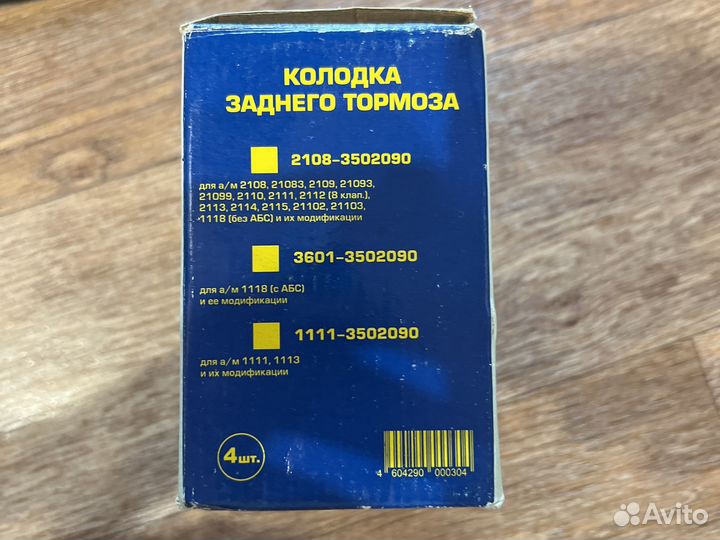 КОЛОДКА
ЗАДНЕГО ТОРМОЗА
2108-3502090
для а/м 2108, 21083, 2109, 21093,
21099, 2110, 2111, 2112 (8 клап.),
2113, 2114, 2115, 21102, 21103,
1118 (без АБС) и их модификации
3601-3502090
для а/м 1118 (с АБС)
и ее модификации
1111-3502090
для а/м 1111, 1113
и их модификации
4 шт.
4 604290 000304
Avito